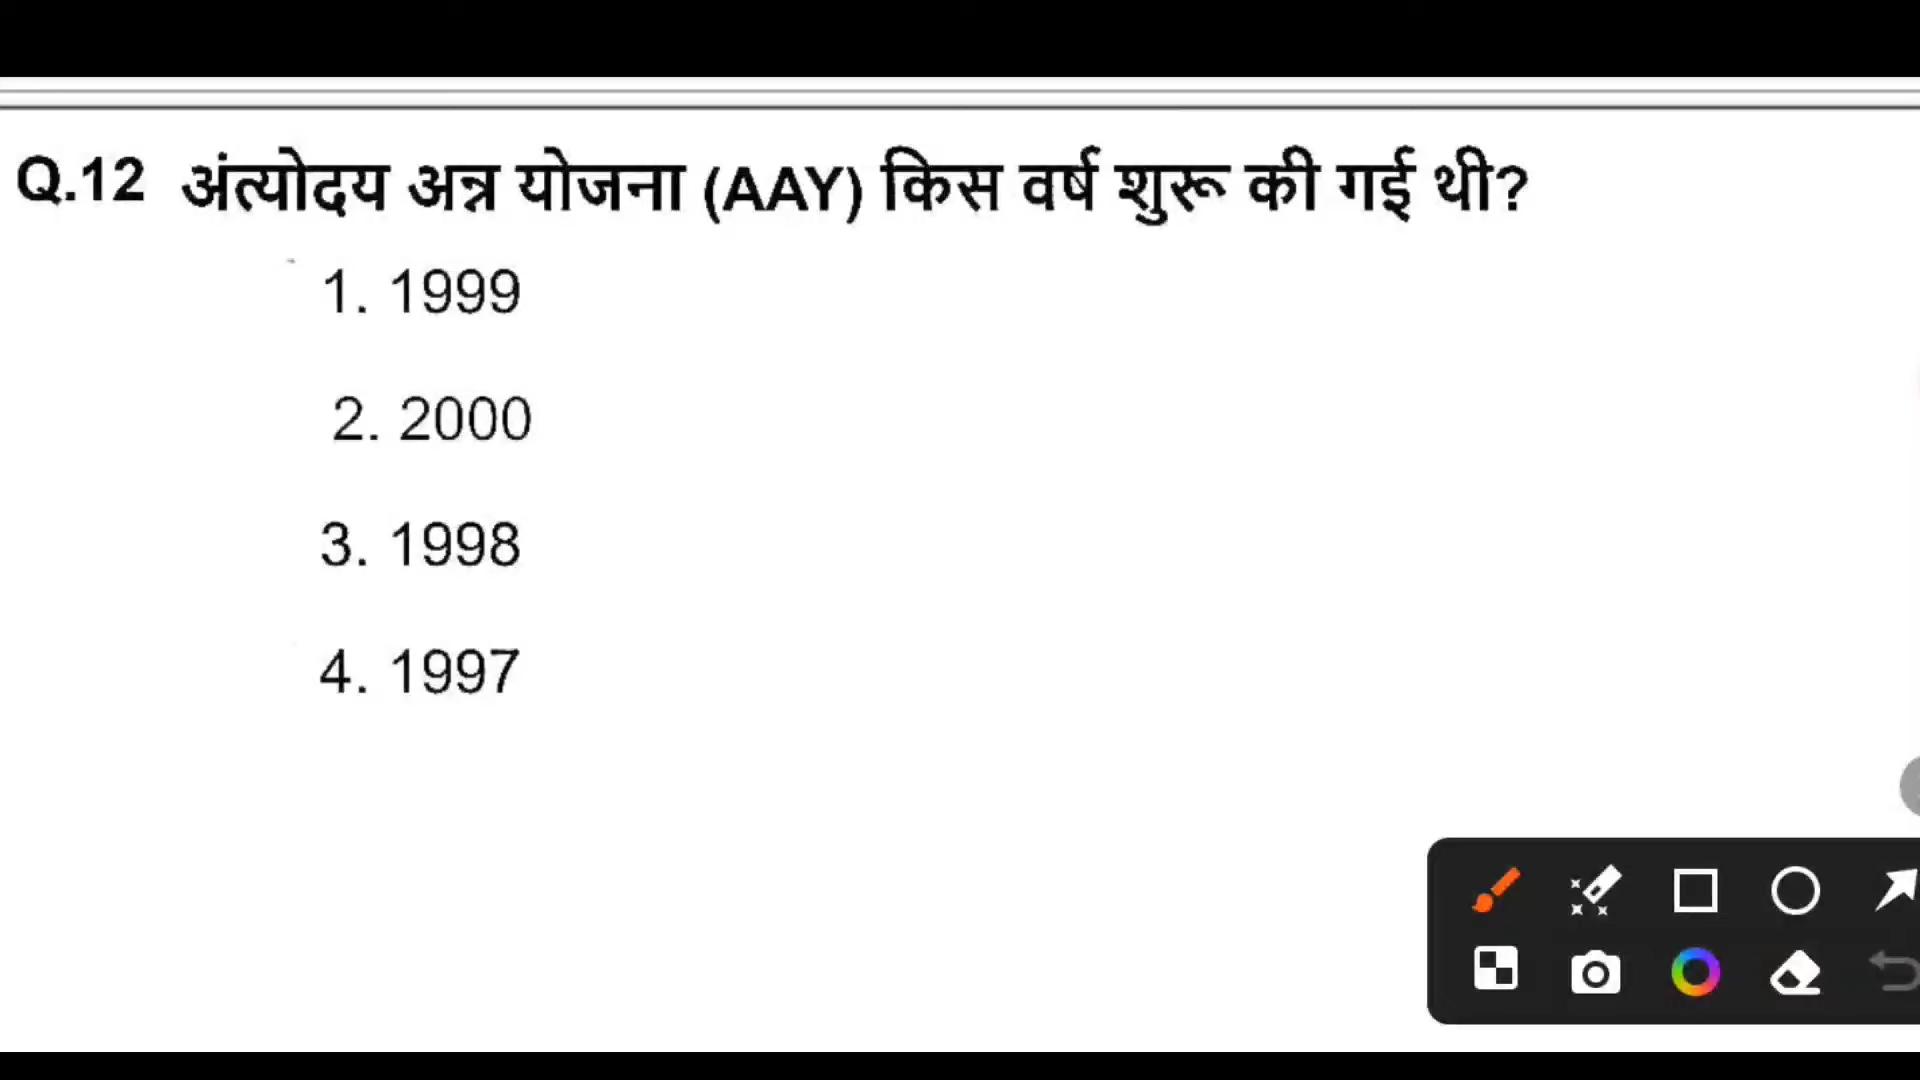 Q.12 अंत्योदय अन्न योजना (AAY) किस वर्ष शुरू की गई थी?
1. 1999
2. 2000
3. 1998
4. 1997